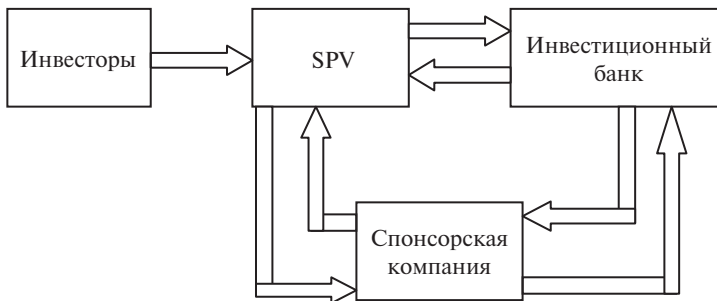 Инвесторы
SPV
Инвестиционный
банк
Спонсорская
компания